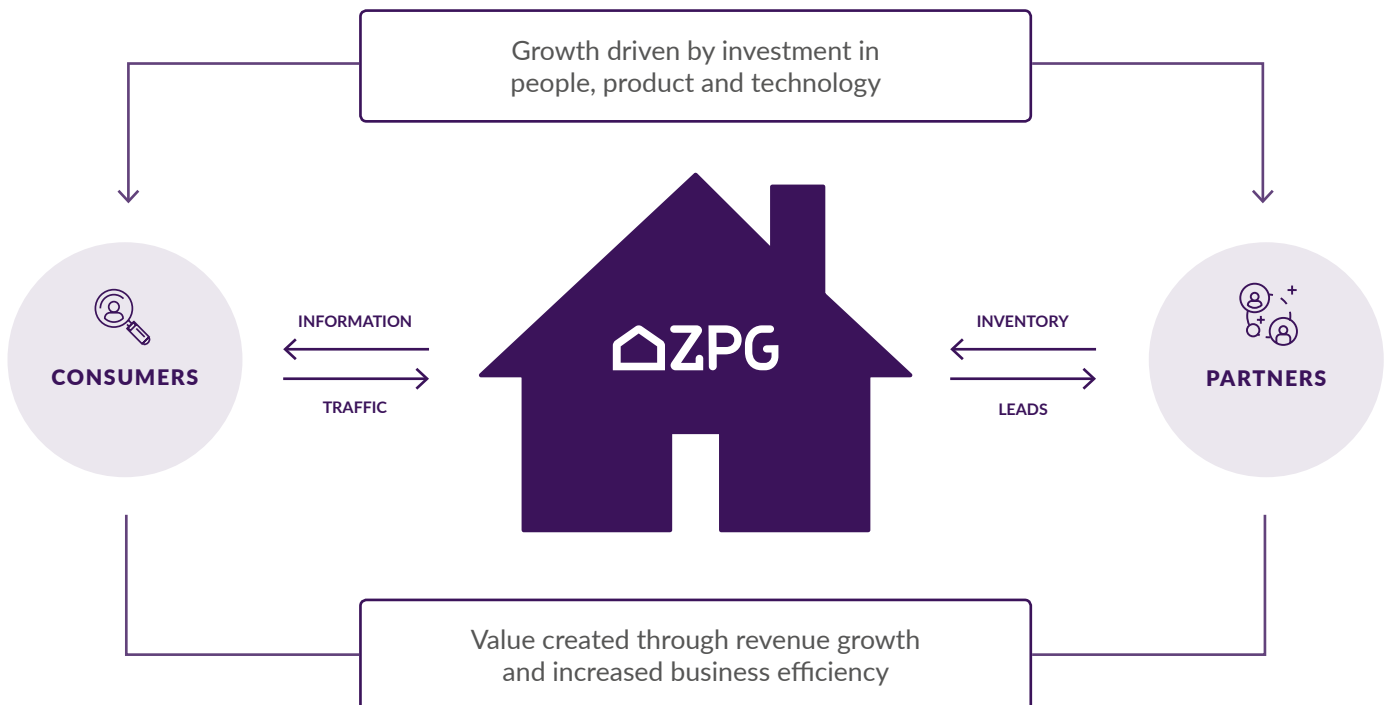 Growth driven by investment in
people, product and technology
INFORMATION
INVENTORY
ZPG
CONSUMERS
PARTNERS
TRAFFIC
LEADS
Value created through revenue growth
and increased business efficiency